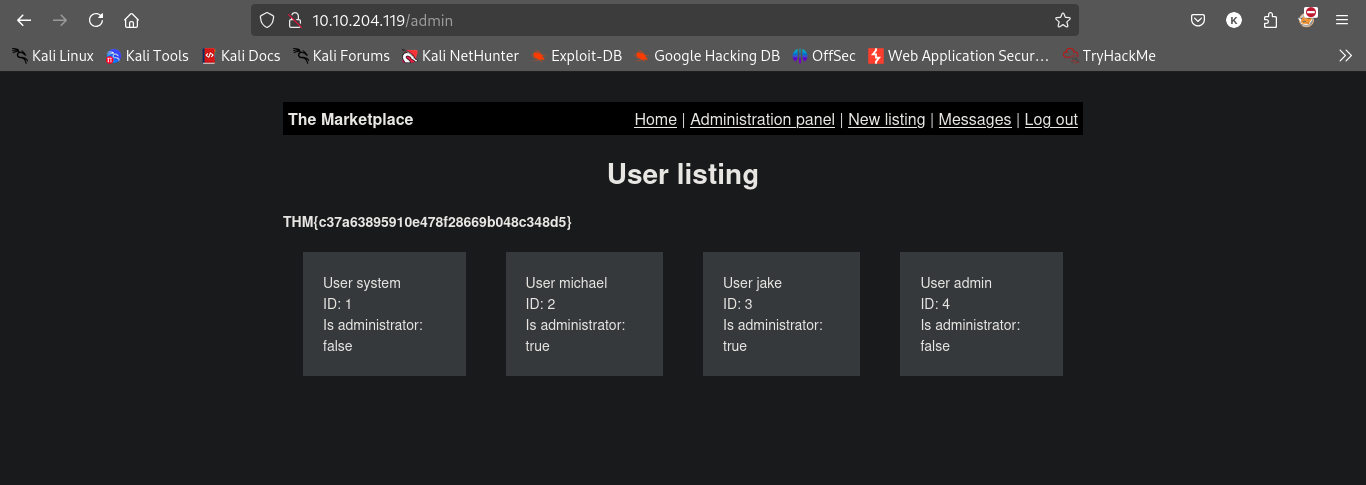 10.10.204.119/admin
Kali Linux Kali Tools Kali Docs Kali Forums Kali NetHunter Exploit-DB Google Hacking DB OffSec Web Application Secur… TryHackMe
The Marketplace Home | Administration panel | New listing | Messages | Log out
User listing
THM{c37a63895910e478f28669b048c348d5}
User system
ID: 1
Is administrator:
false
User michael
ID: 2
Is administrator:
true
User jake
ID: 3
Is administrator:
true
User admin
ID: 4
Is administrator:
false